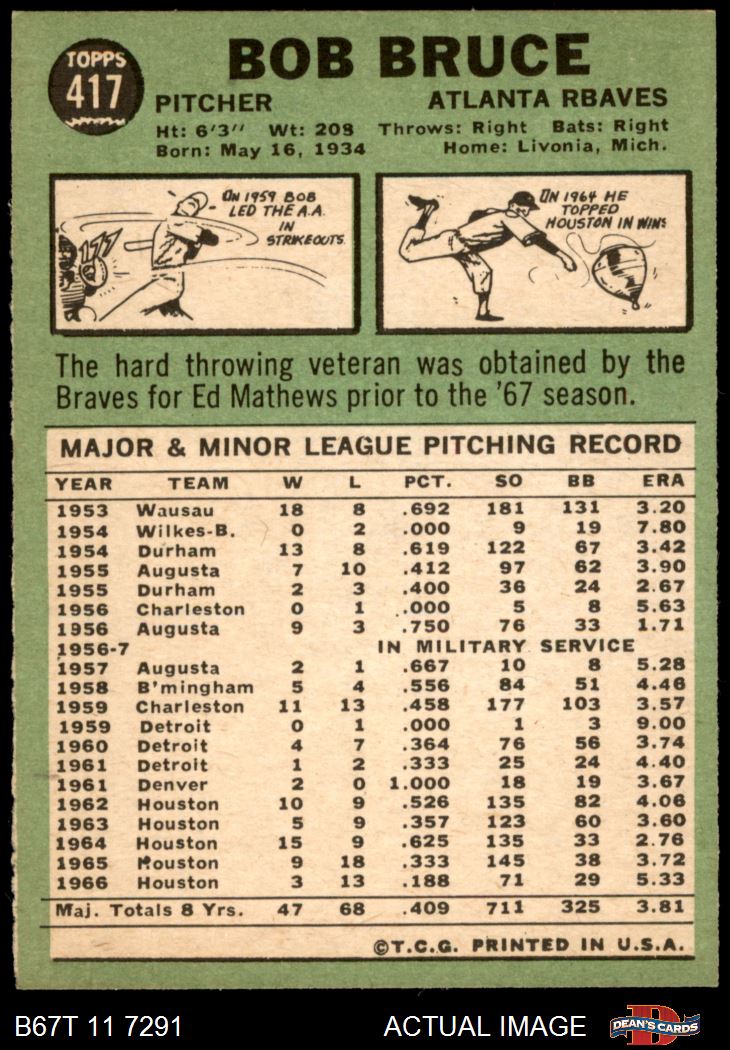 TOPPS
417
BOB BRUCE
PITCHER
ATLANTA RBAVES
Ht: 6'3" Wt: 208 Throws: Right Bats: Right
Born: May 16, 1934 Home: Livonia, Mich.
ON 1959 BOB
LED THE A.A.
IN
STRIKEOUTS.
177
ON 1964 HE
TOPPED
HOUSTON IN WINS
The hard throwing veteran was obtained by the
Braves for Ed Mathews prior to the '67 season.
MAJOR & MINOR LEAGUE PITCHING RECORD
YEAR TEAM W L PCT. SO BB ERA
1953 Wausau 18 8 .692 181 131 3.20
1954 Wilkes-B. 0 2 .000 9 19 7.80
1954 Durham 13 8 .619 122 67 3.42
1955 Augusta 7 10 .412 97 62 3.90
1955 Durham 2 3 .400 36 24 2.67
1956 Charleston 0 1 .000 5 8 5.63
1956 Augusta 9 3 .750 76 33 1.71
1956-7 IN MILITARY SERVICE
1957 Augusta 2 1 .667 10 8 5.28
1958 B'mingham 5 4 .556 84 51 4.46
1959 Charleston 11 13 .458 177 103 3.57
1959 Detroit 0 1 .000 1 3 9.00
1960 Detroit 4 7 .364 76 56 3.74
1961 Detroit 1 2 .333 25 24 4.40
1961 Denver 2 0 1.000 18 19 3.67
1962 Houston 10 9 .526 135 82 4.06
1963 Houston 5 9 .357 123 60 3.60
1964 Houston 15 9 .625 135 33 2.76
1965 Houston 9 18 .333 145 38 3.72
1966 Houston 3 13 .188 71 29 5.33
Maj. Totals 8 Yrs. 47 68 .409 711 325 3.81
©T.C.G. PRINTED IN U.S.A.
B67T 11 7291 ACTUAL IMAGE
D
DEAN'S CARDS